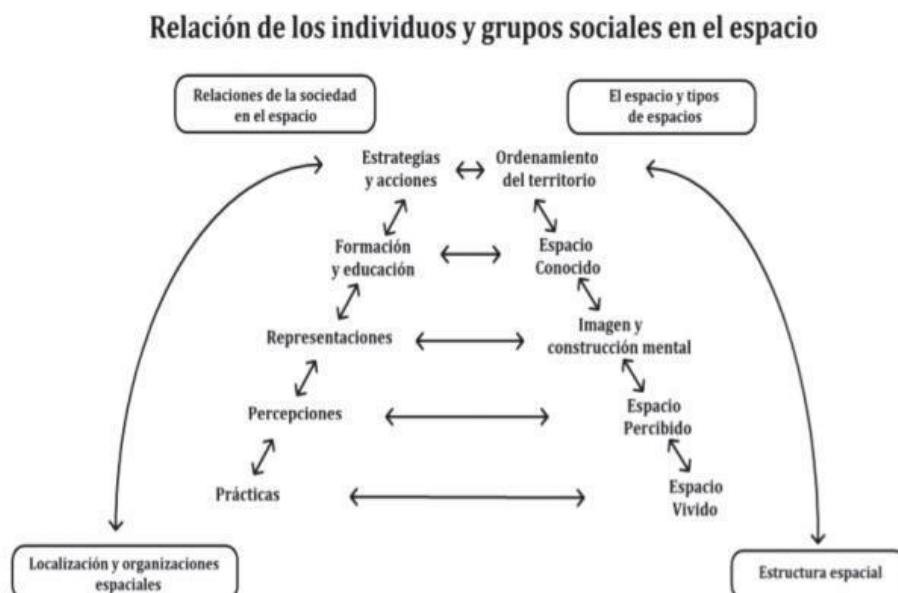 Relación de los individuos y grupos sociales en el espacio
Relaciones de la sociedad
en el espacio
El espacio y tipos
de espacios
Estrategias
y acciones
Ordenamiento
del territorio
Formación
y educación
Espacio
Conocido
Representaciones
Imagen y
construcción mental
Percepciones
Espacio
Percibido
Prácticas
Espacio
Vivido
Localización y organizaciones
espaciales
Estructura espacial